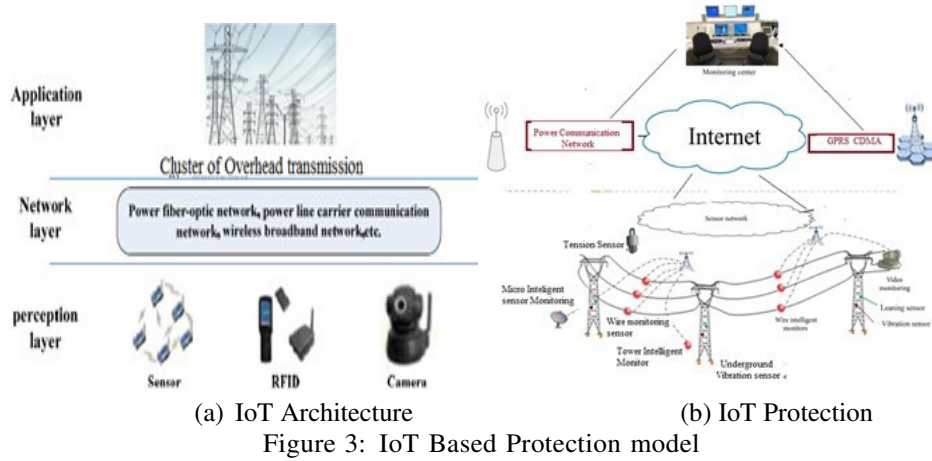 Application
layer
Cluster of Overhead transmission
Network
layer
Power fiber-optic network, power line carrier communication
network, wireless broadband network,etc.
perception
layer
Sensor
RFID
Camera
(a) IoT Architecture
Monitoring center
Power Communication
Network
Internet
GPRS CDMA
Sensor network
Tension Sensor
Micro Inteligent
sensor Monitoring
Wire monitoring
sensor
Tower Intelligent
Monitor
Underground
Vibration sensor
Wire inteligent
monitors
Video
monitoring
Leaning sensor
Vibration sensor
(b) IoT Protection
Figure 3: IoT Based Protection model